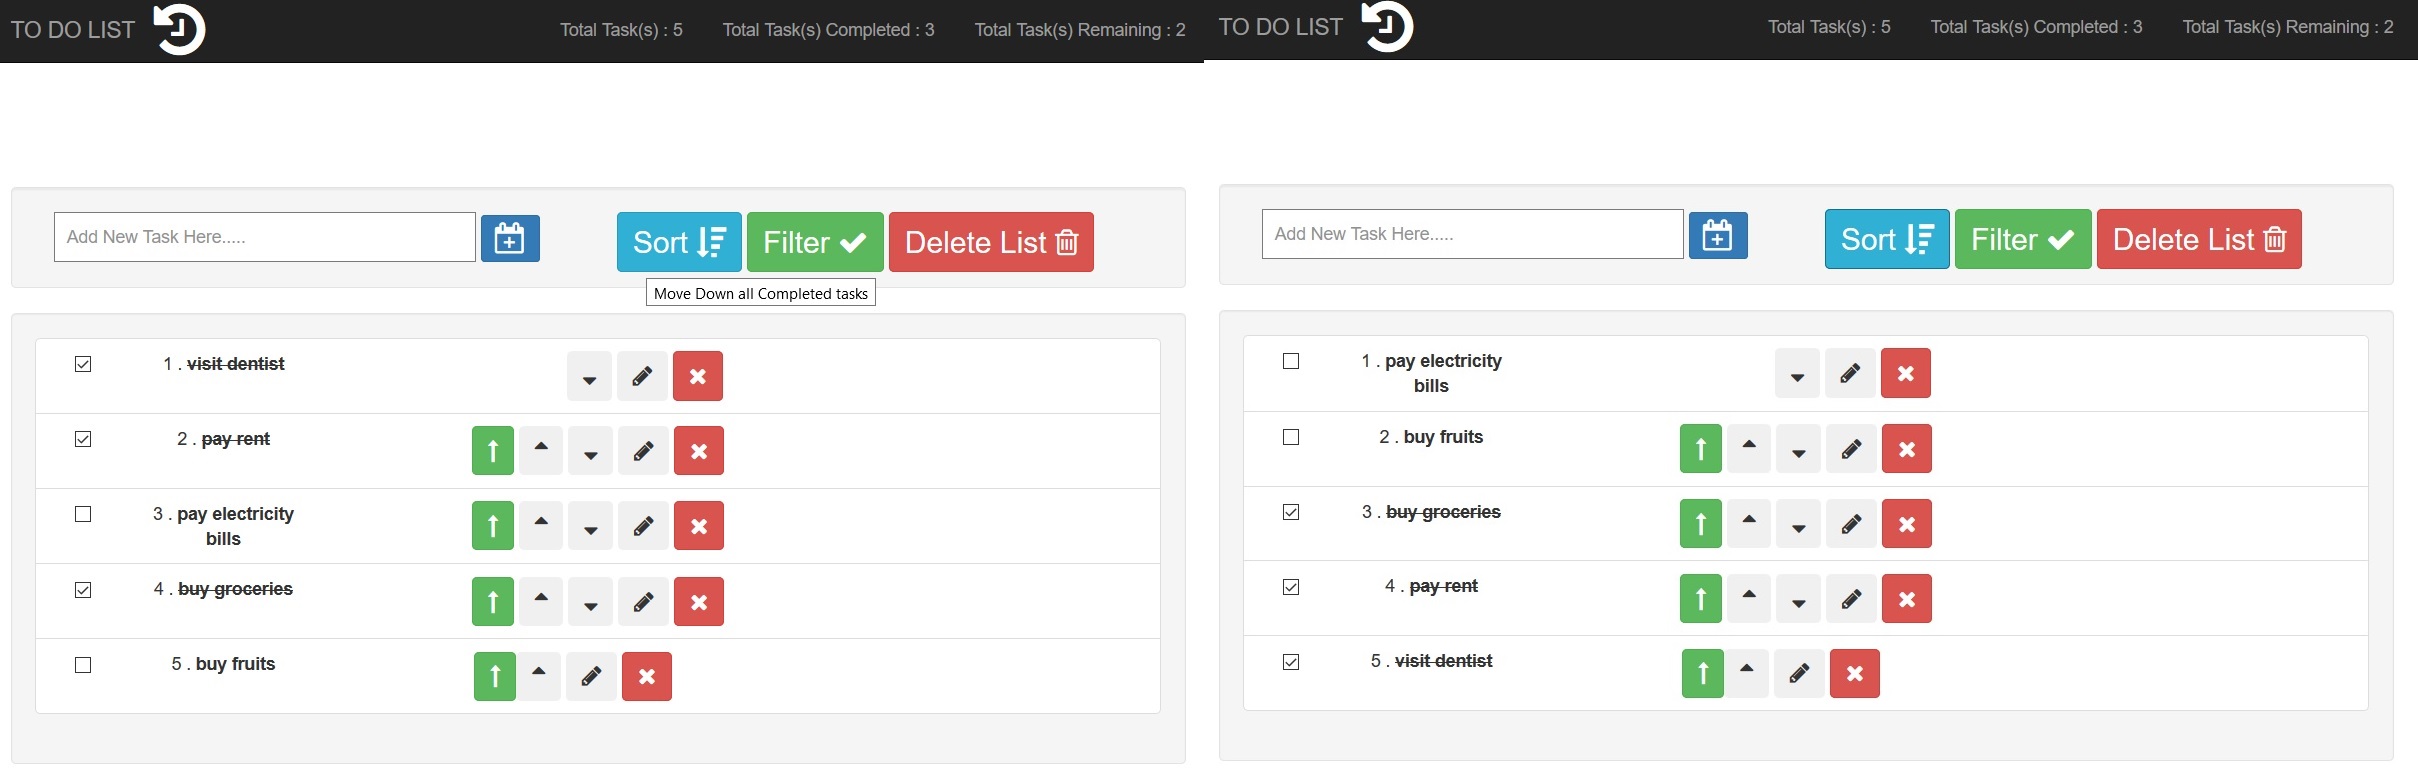 TO DO LIST
Total Task(s) : 5
Total Task(s) Completed : 3
Total Task(s) Remaining : 2
Add New Task Here.....
Sort
Filter
Delete List
Move Down all Completed tasks
1 . visit dentist
2 . pay rent
3 . pay electricity
bills
4 . buy groceries
5 . buy fruits
TO DO LIST
Total Task(s) : 5
Total Task(s) Completed : 3
Total Task(s) Remaining : 2
Add New Task Here.....
Sort
Filter
Delete List
1 . pay electricity
bills
2 . buy fruits
3 . buy groceries
4 . pay rent
5 . visit dentist